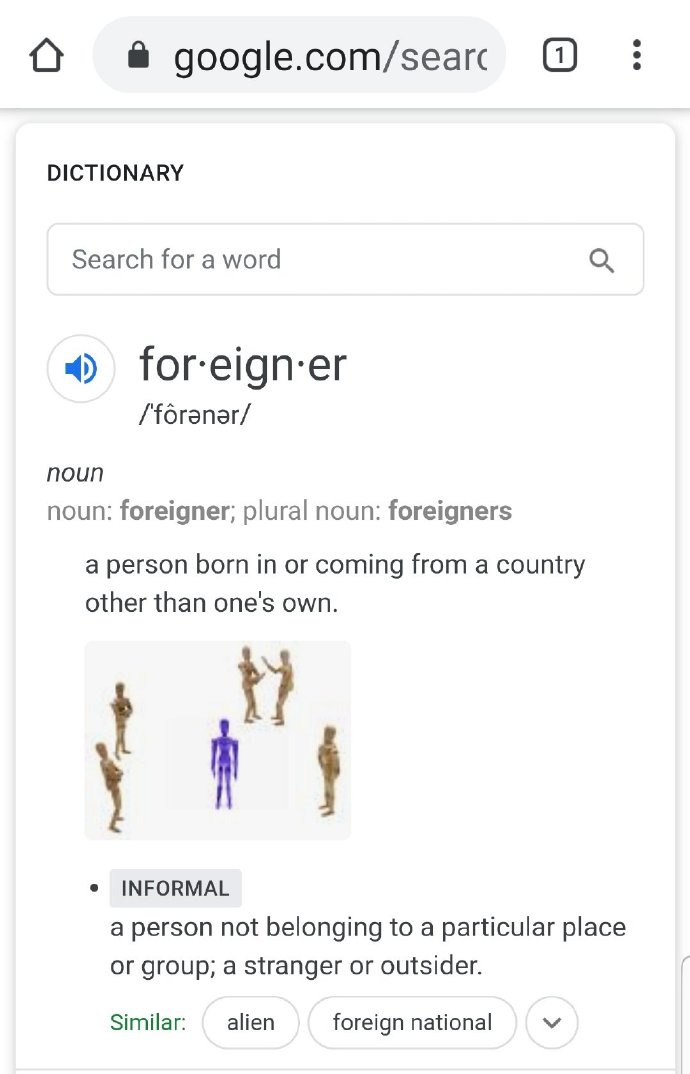 google.com/searc
1
DICTIONARY
Search for a word
for·eign·er
/ˈfôrənər/
noun
noun: foreigner; plural noun: foreigners
a person born in or coming from a country
other than one's own.
• INFORMAL
a person not belonging to a particular place
or group; a stranger or outsider.
Similar: alien foreign national